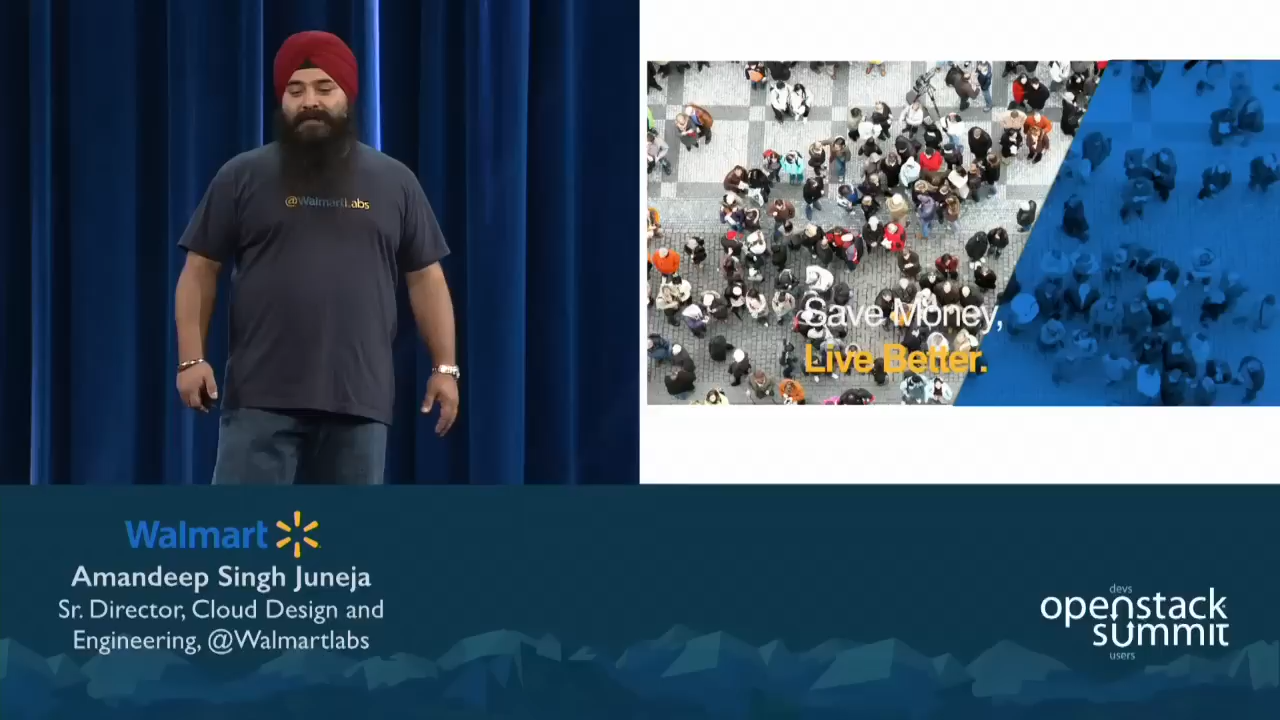 @WalmartLabs
Save Money,
Live Better.
Walmart
Amandeep Singh Juneja
Sr. Director, Cloud Design and
Engineering, @Walmartlabs
devs
openstack
summit
users